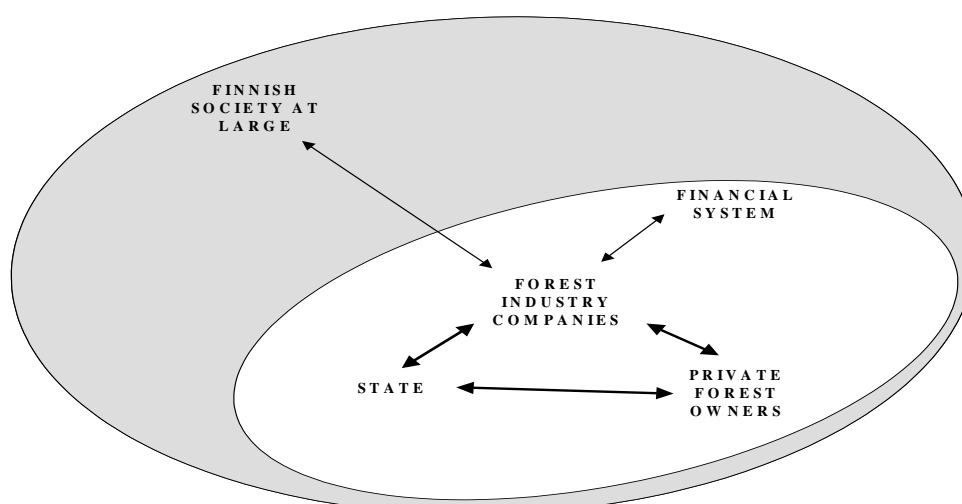 FINNISH
SOCIETY AT
LARGE
FINANCIAL
SYSTEM
FOREST
INDUSTRY
COMPANIES
STATE
PRIVATE
FOREST
OWNERS